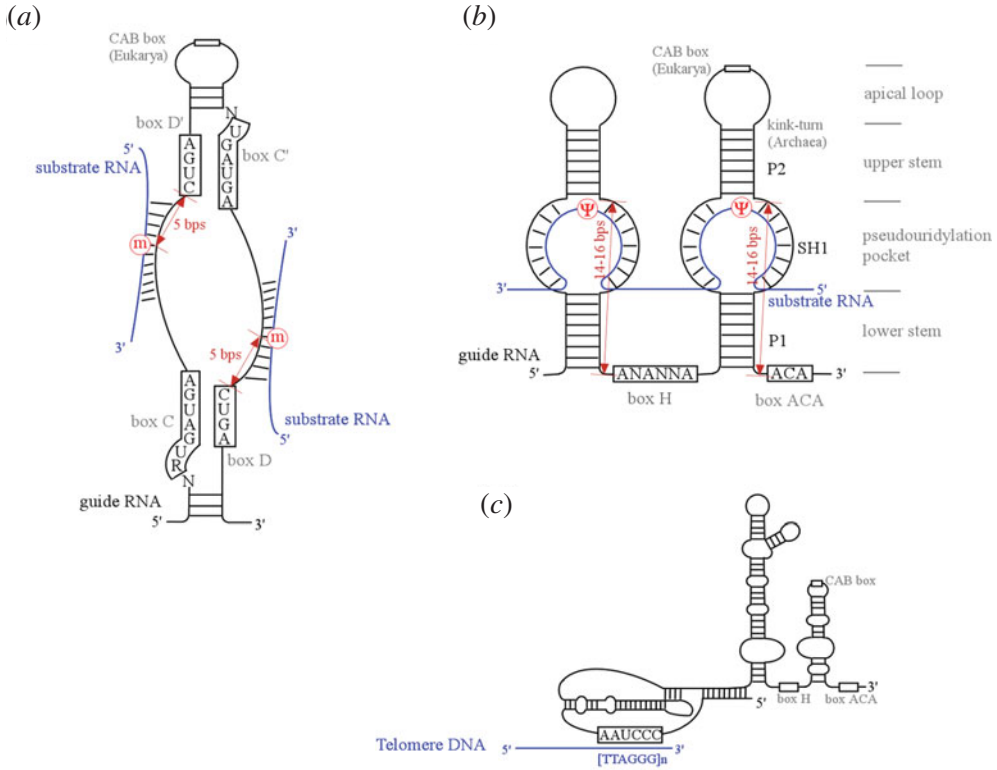 (a)
CAB box
(Eukarya)
box D'
N
U
G
A
U
G
A
box C'
A
G
U
C
5'
substrate RNA
5 bps
m
3'
3'
5 bps
m
substrate RNA
5'
box C
A
G
U
A
G
U
R
N
C
U
G
A
box D
guide RNA
5'
3'
(b)
CAB box
(Eukarya)
apical loop
kink-turn
(Archaea)
P2
upper stem
Ψ
Ψ
14-16 bps
14-16 bps
SH1
pseudouridylation
pocket
3'
5'
substrate RNA
P1
lower stem
guide RNA
5'
ANANNA
ACA
3'
box H
box ACA
(c)
CAB box
5'
box H
box ACA
3'
AAUCCC
Telomere DNA
5'
3'
[TTAGGG]n